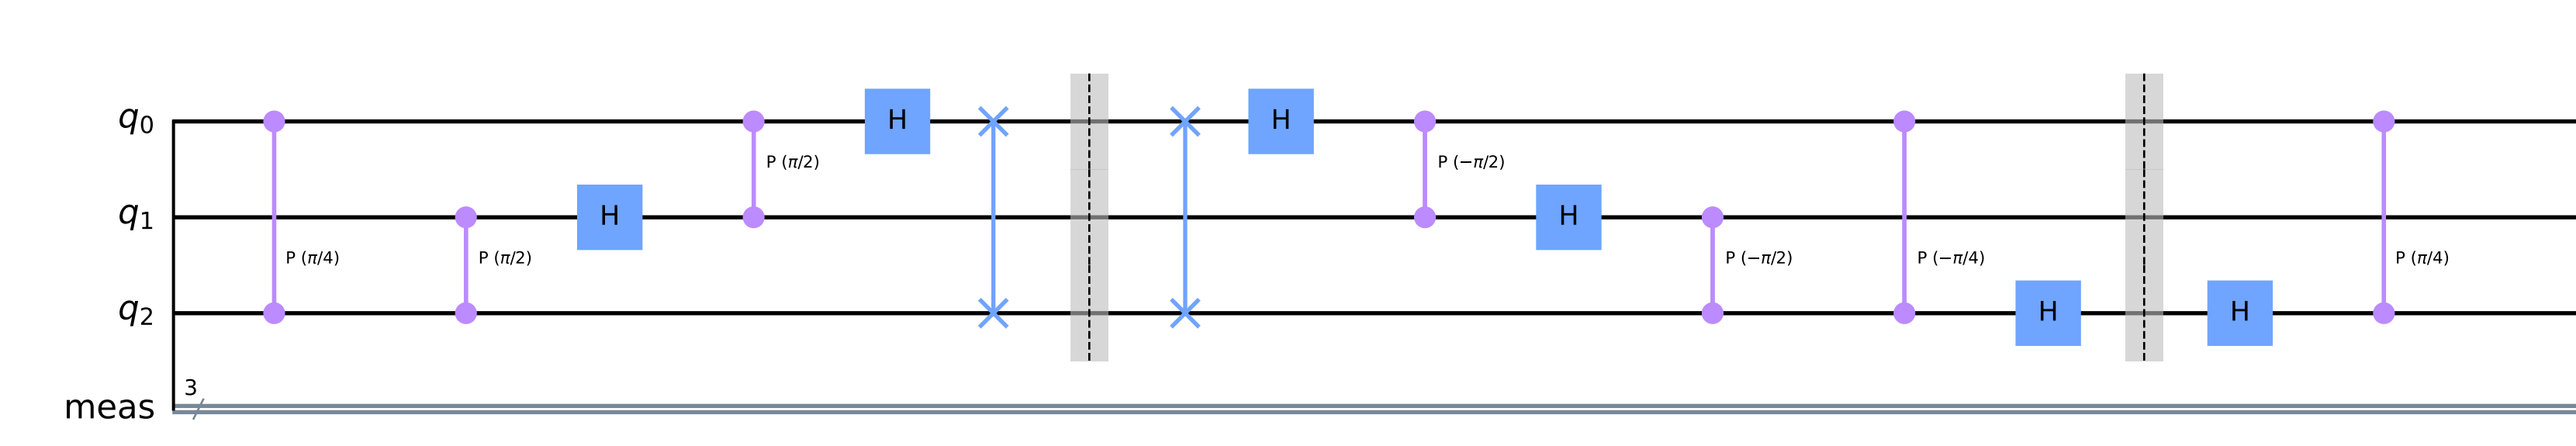 q0 H H
P (π/2) P (−π/2)
q1 H H
P (π/4) P (π/2) P (−π/2) P (−π/4) P (π/4)
q2 H H
3
meas